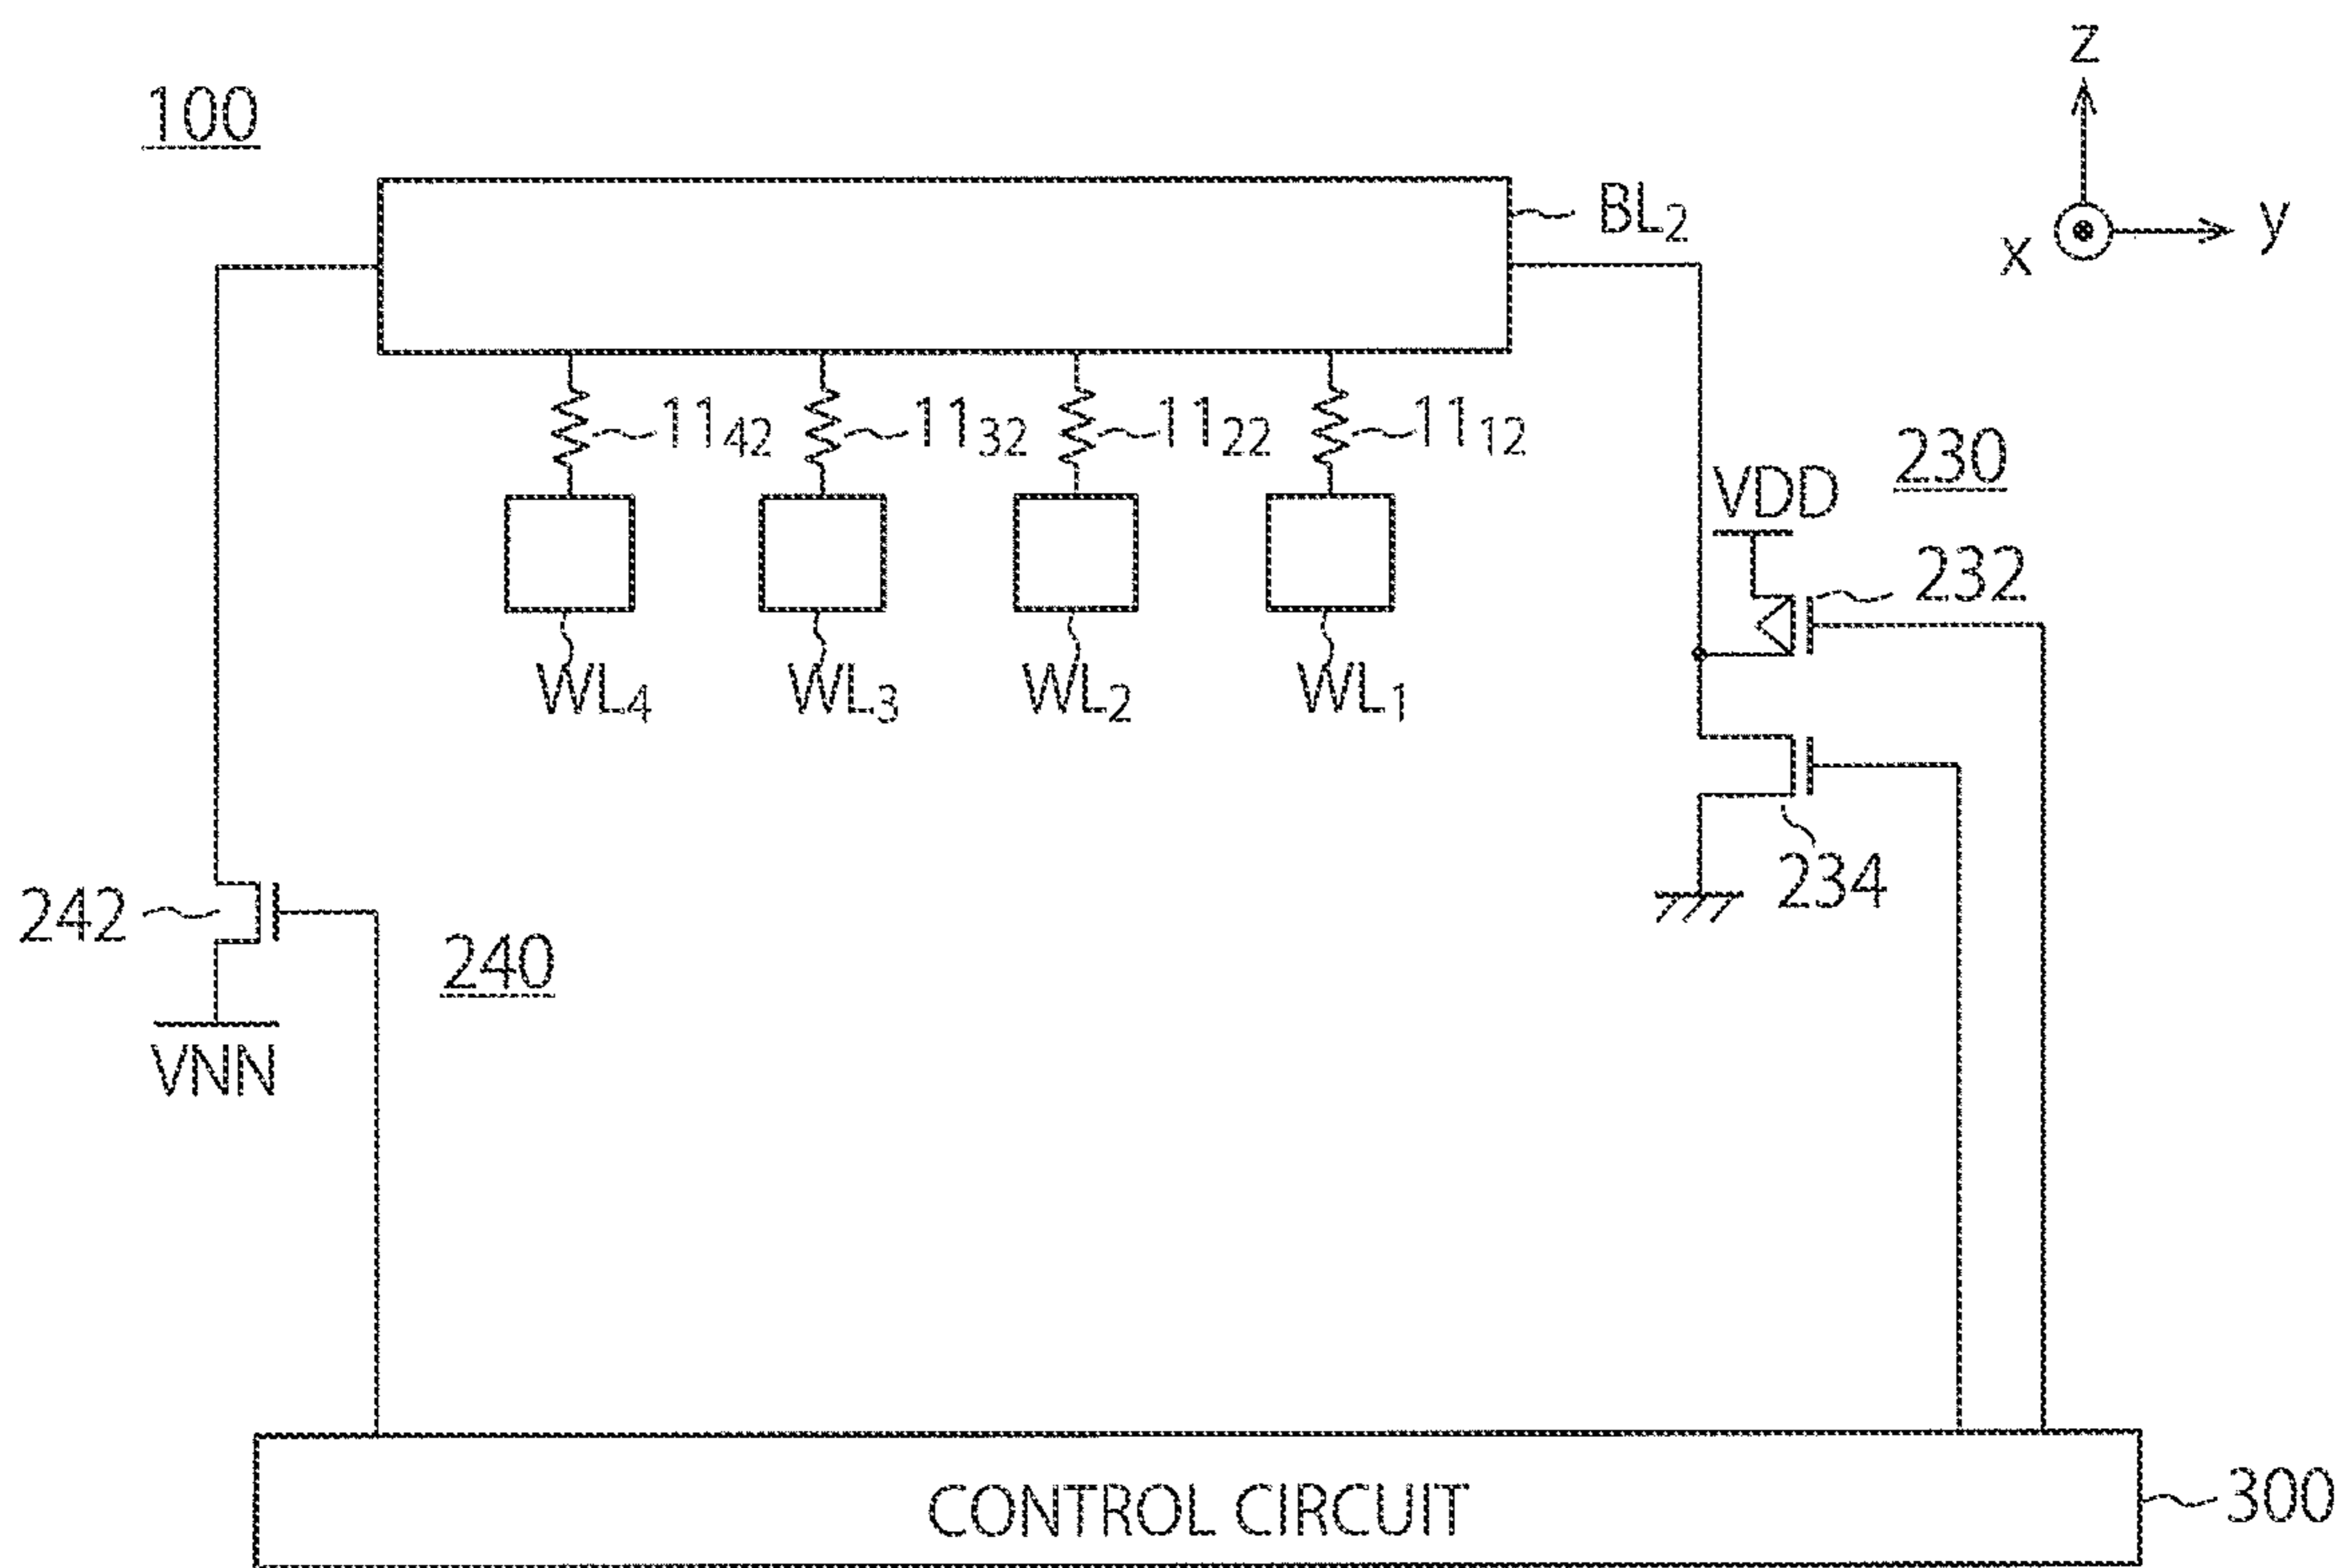 z
100
BL₂
x
y
11₄₂
11₃₂
11₂₂
11₁₂
230
VDD
232
WL₄
WL₃
WL₂
WL₁
234
242
240
VNN
CONTROL CIRCUIT
300